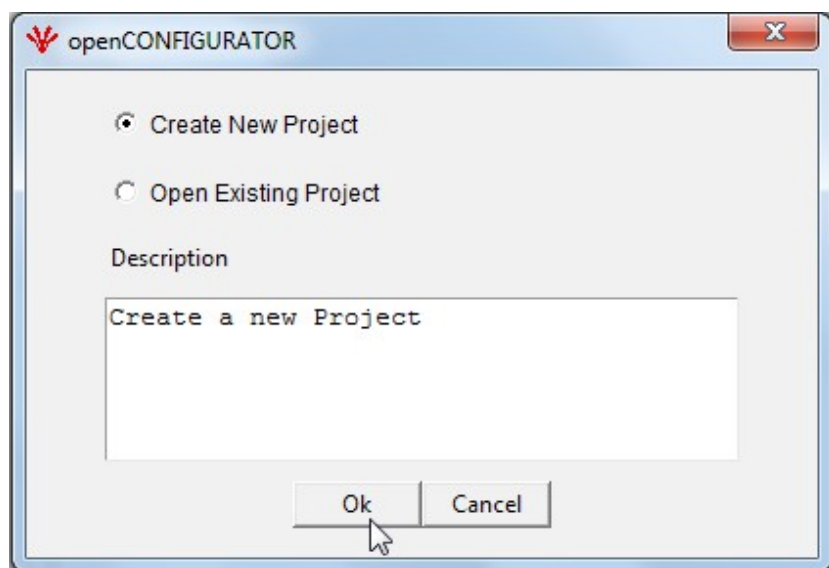 openCONFIGURATOR
Create New Project
Open Existing Project
Description
Create a new Project
Ok Cancel